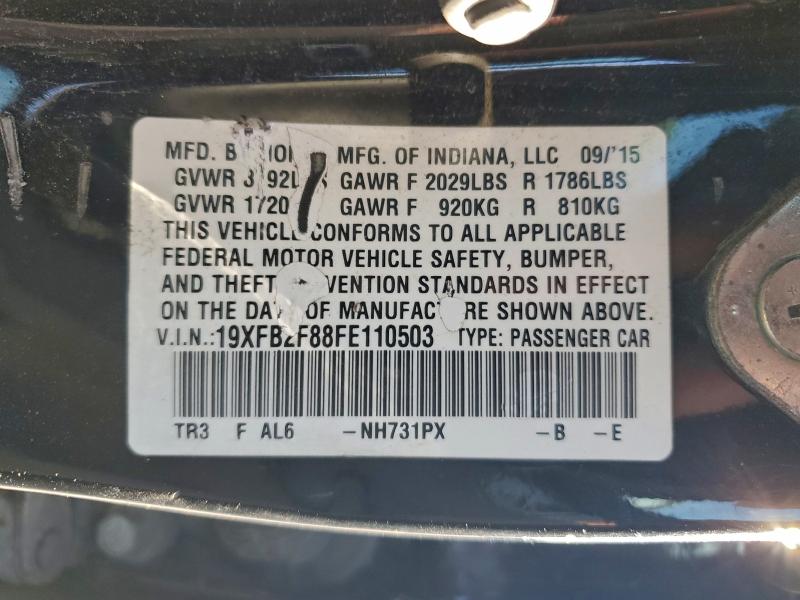 MFD. B HON MFG. OF INDIANA, LLC 09/'15
GVWR GAWR F 2029LBS R 1786LBS
GVWR 1720 GAWR F 920KG R 810KG
THIS VEHICLE CONFORMS TO ALL APPLICABLE
FEDERAL MOTOR VEHICLE SAFETY, BUMPER,
AND THEFT VENTION STANDARDS IN EFFECT
ON THE DA OF MANUFAC RE SHOWN ABOVE.
V.I.N.:19XFB2F88FE110503 TYPE: PASSENGER CAR
TR3 F AL6 -NH731PX -B -E